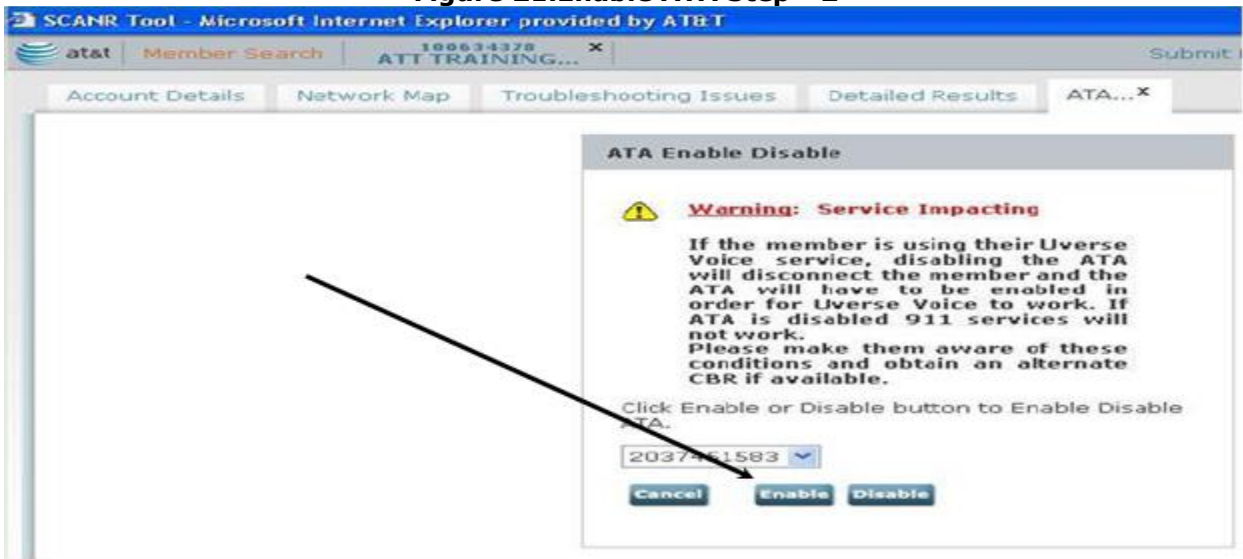 SCANR Tool - Microsoft Internet Explorer provided by AT&T
at&t Member Search 100634378 ATT TRAINING... x Submit
Account Details Network Map Troubleshooting Issues Detailed Results ATA...x
ATA Enable Disable
Warning: Service Impacting
If the member is using their Uverse
Voice service, disabling the ATA
will disconnect the member and the
ATA will have to be enabled in
order for Uverse Voice to work. If
ATA is disabled 911 services will
not work.
Please make them aware of these
conditions and obtain an alternate
CBR if available.
Click Enable or Disable button to Enable Disable
ATA.
Cancel Enable Disable